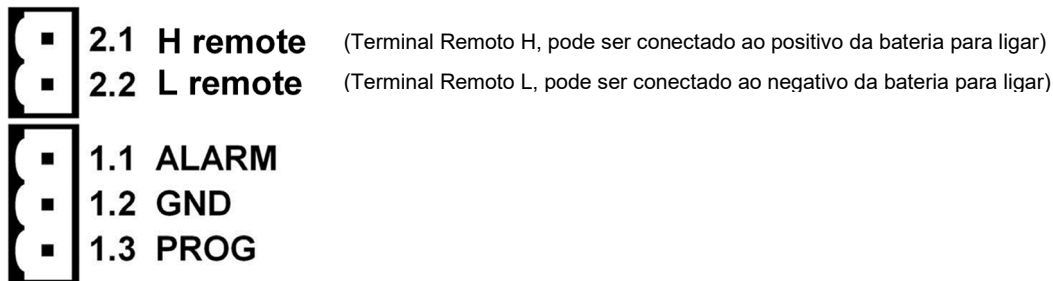 2.1 H remote (Terminal Remoto H, pode ser conectado ao positivo da bateria para ligar)
2.2 L remote (Terminal Remoto L, pode ser conectado ao negativo da bateria para ligar)
1.1 ALARM
1.2 GND
1.3 PROG